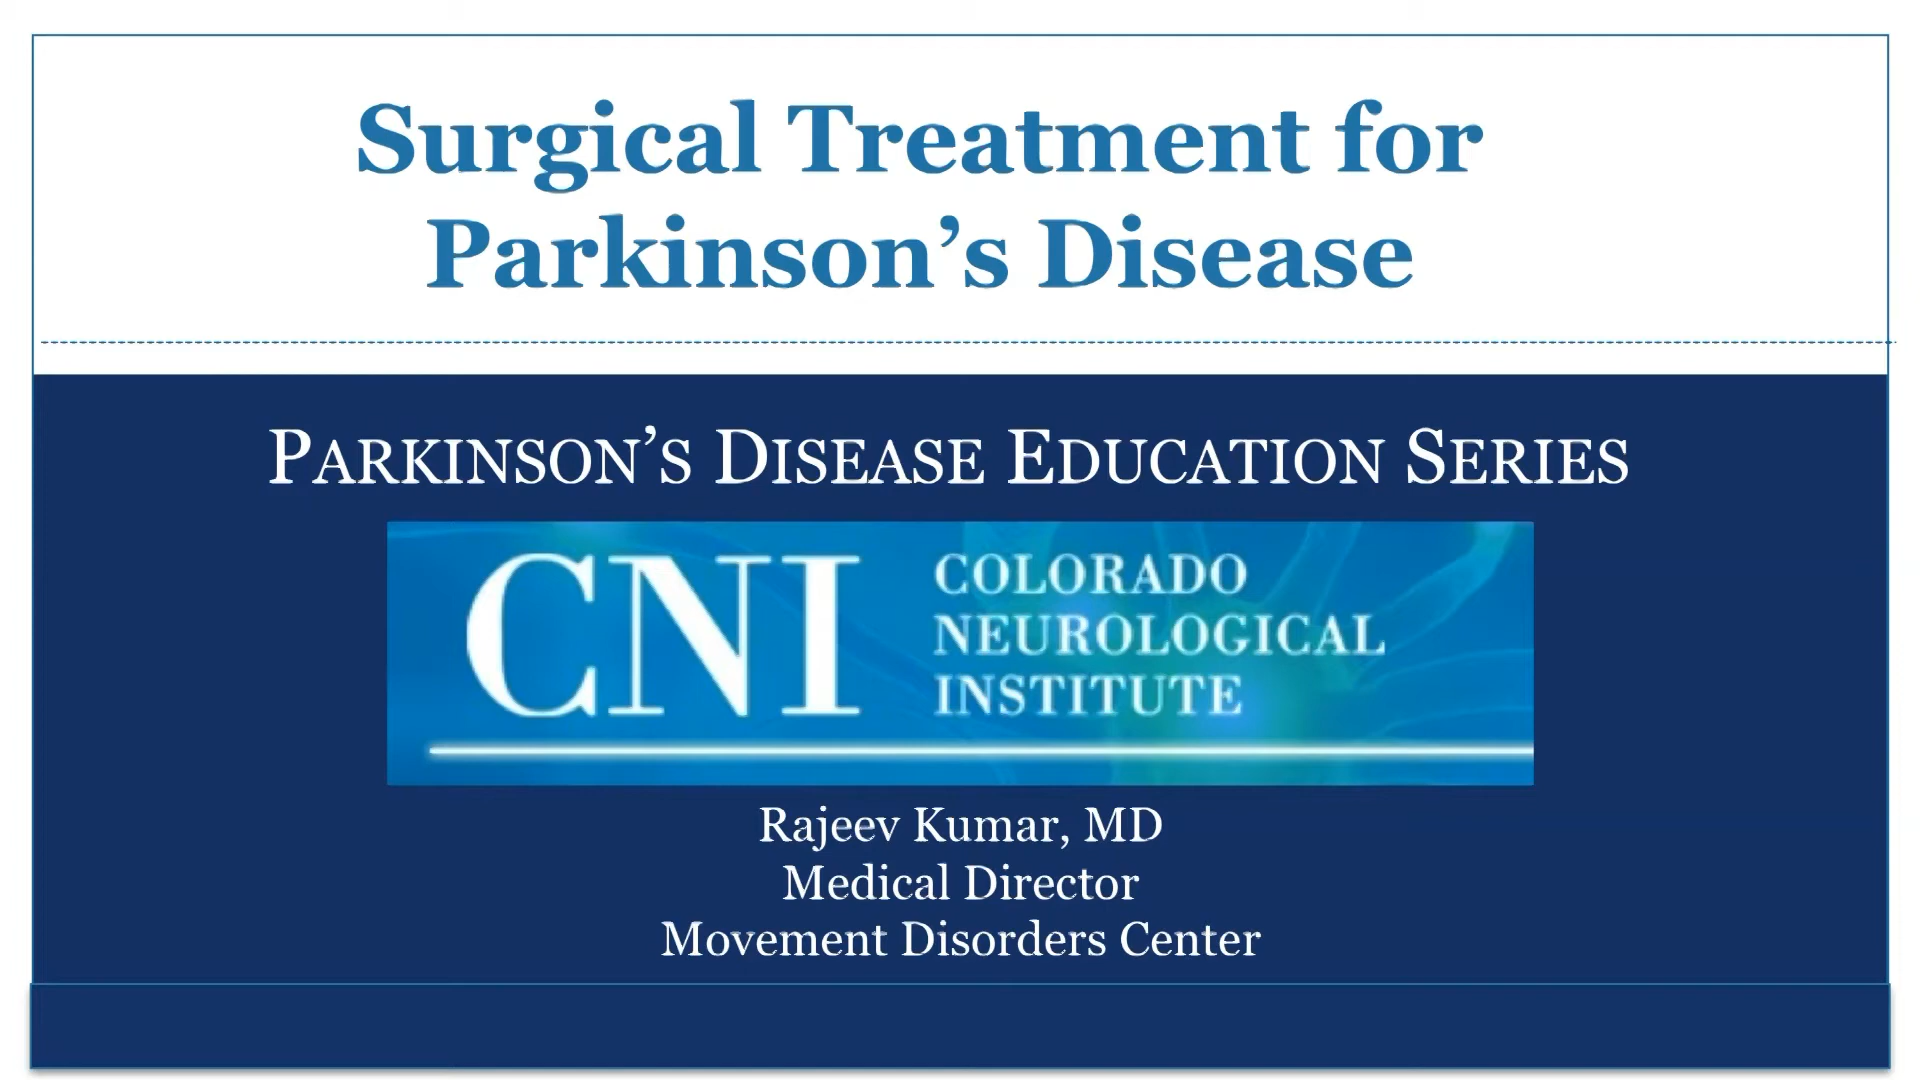 Surgical Treatment for
Parkinson’s Disease
PARKINSON’S DISEASE EDUCATION SERIES
CNI
COLORADO
NEUROLOGICAL
INSTITUTE
Rajeev Kumar, MD
Medical Director
Movement Disorders Center